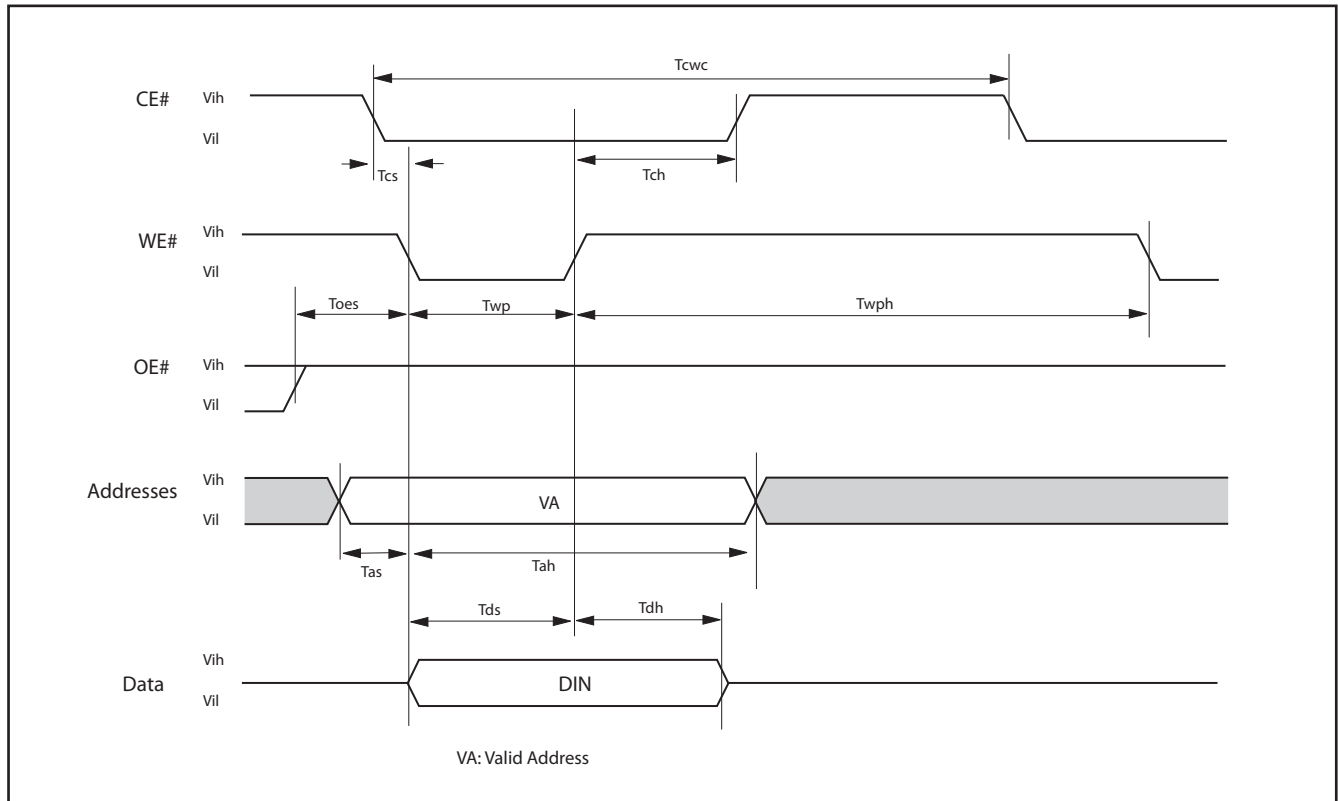 Tcwc
CE# Vih
Vil
Tcs Tch
WE# Vih
Vil
Toes Twp Twph
OE# Vih
Vil
Addresses Vih
VA
Vil
Tas Tah
Tds Tdh
Vih
Data DIN
Vil
VA: Valid Address